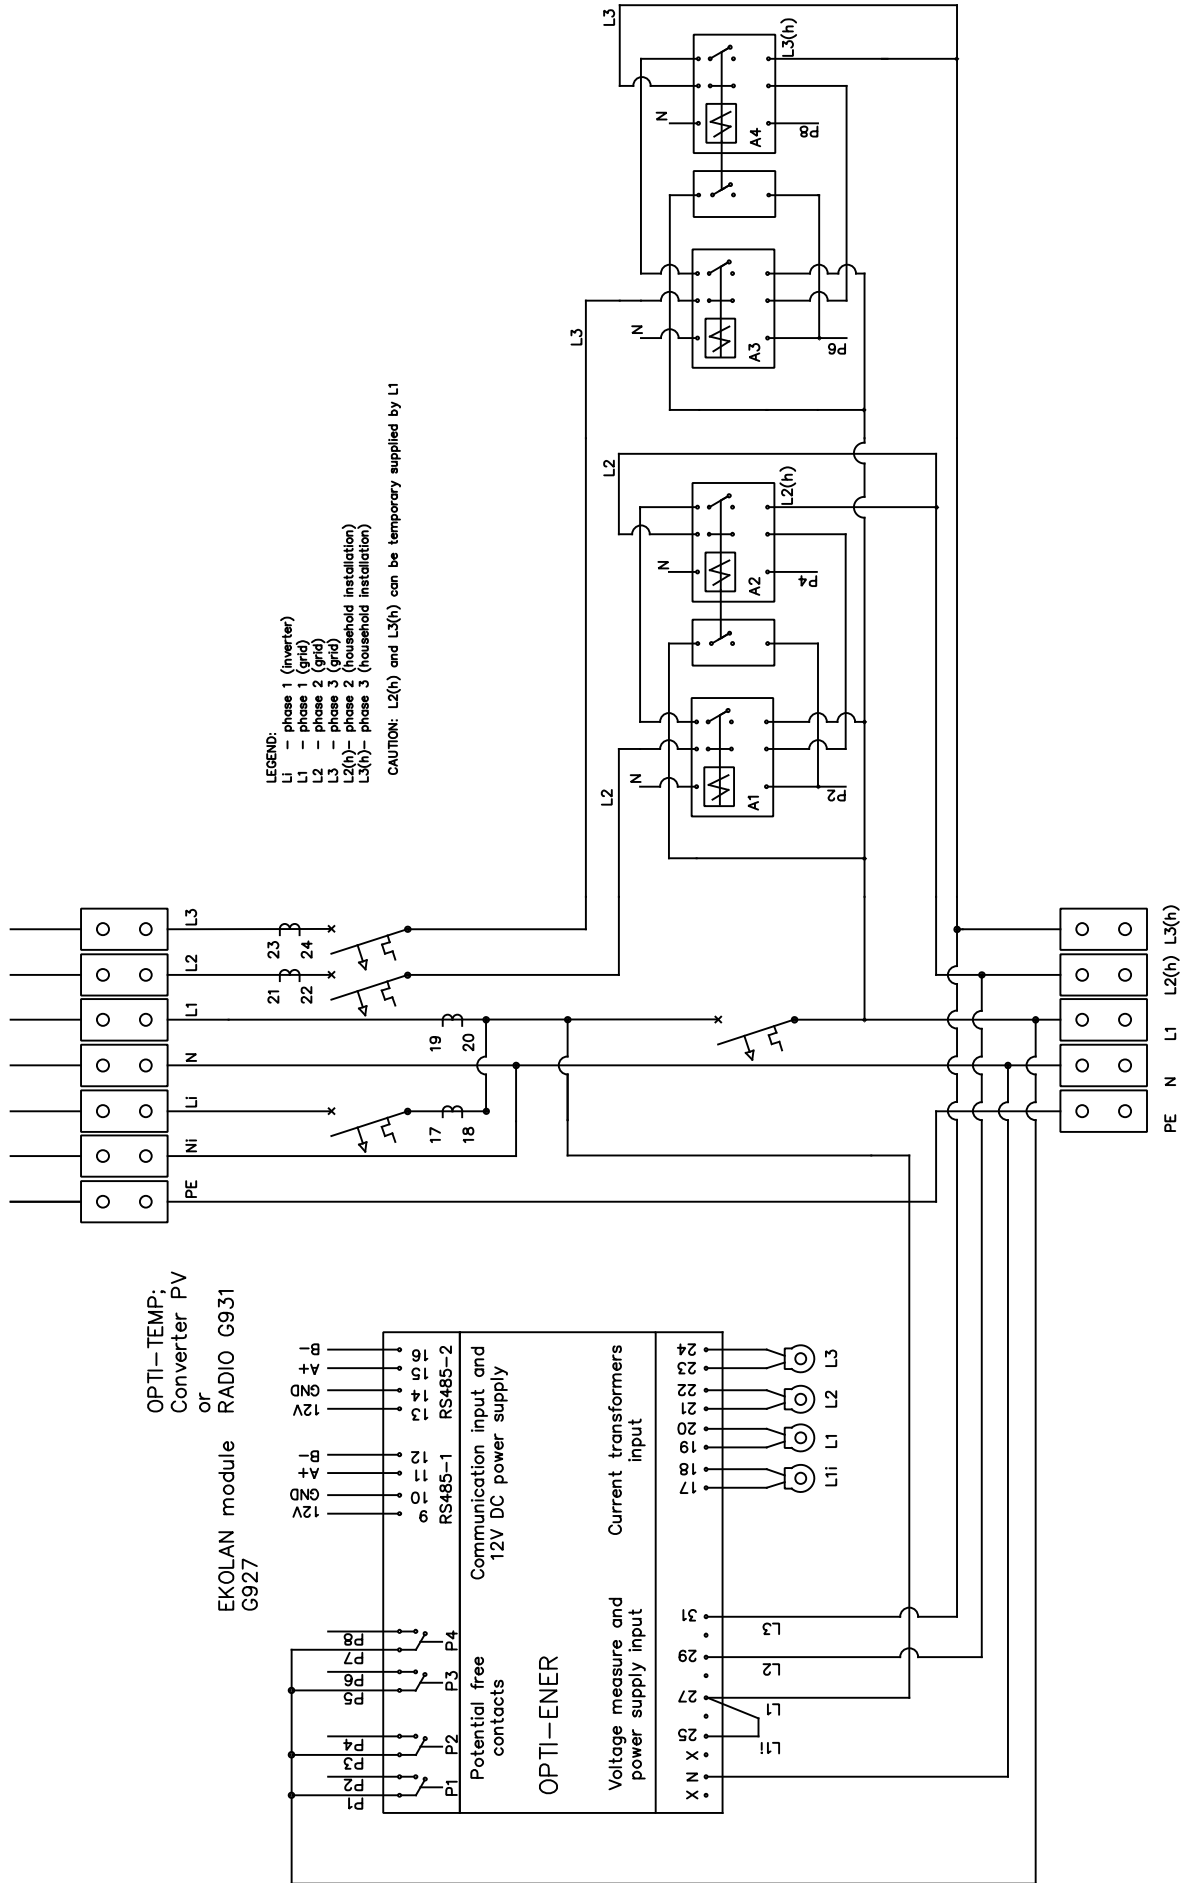 L3
L3(h)
N
A4
P8
L3
N
A3
P6
L2
L2(h)
N
A2
P4
L2
N
A1
P2
LEGEND:
Li – phase 1 (inverter)
L1 – phase 1 (grid)
L2 – phase 2 (grid)
L3 – phase 3 (grid)
L2(h)– phase 2 (household installation)
L3(h)– phase 3 (household installation)
CAUTION: L2(h) and L3(h) can be temporary supplied by L1
L3
L2
L1
N
Li
Ni
PE
23
24
21
22
19
20
17
18
L3(h)
L2(h)
L1
N
PE
OPTI–TEMP;
Converter PV
or
RADIO G931
EKOLAN module
G927
B–
A+
GND
12V
B–
A+
GND
12V
16
15
14
13
RS485–2
12
11
10
9
RS485–1
Communication input and
12V DC power supply
P8
P7
P6
P5
P4
P3
P2
P1
P4
P3
P2
P1
Potential free
contacts
OPTI–ENER
Current transformers
input
Voltage measure and
power supply input
24
23
22
21
20
19
18
17
L3
L2
L1
L1i
31
29
27
25
X
N
X
L3
L2
L1
L1i